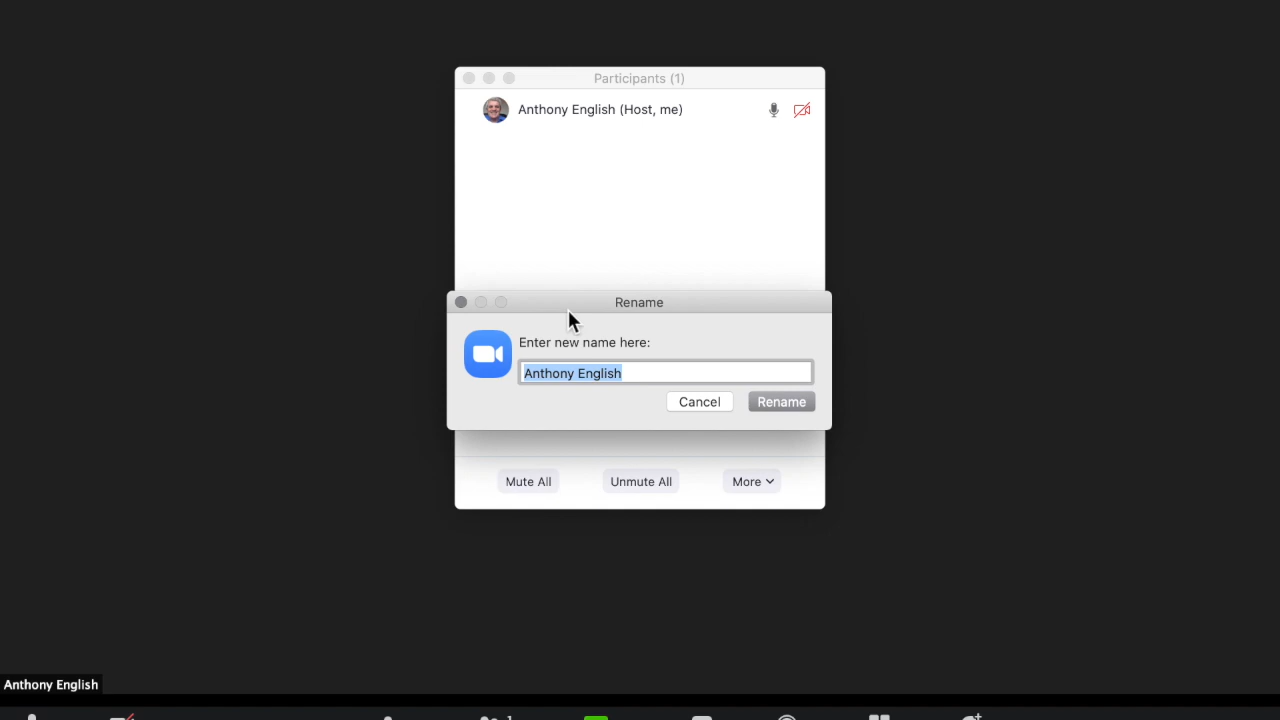 Participants (1)
Anthony English (Host, me)
Rename
Enter new name here:
Anthony English
Cancel
Rename
Mute All
Unmute All
More
Anthony English